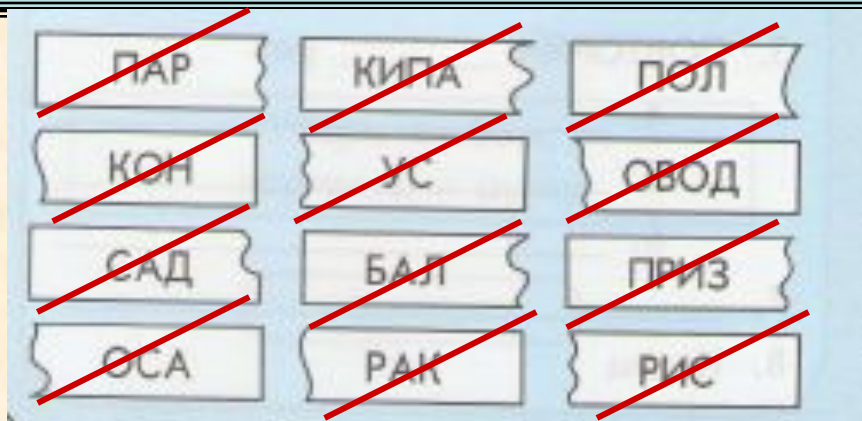 ПАР КИПА ПОЛ
КОН УС ОВОД
САД БАЛ ПРИЗ
ОСА РАК РИС